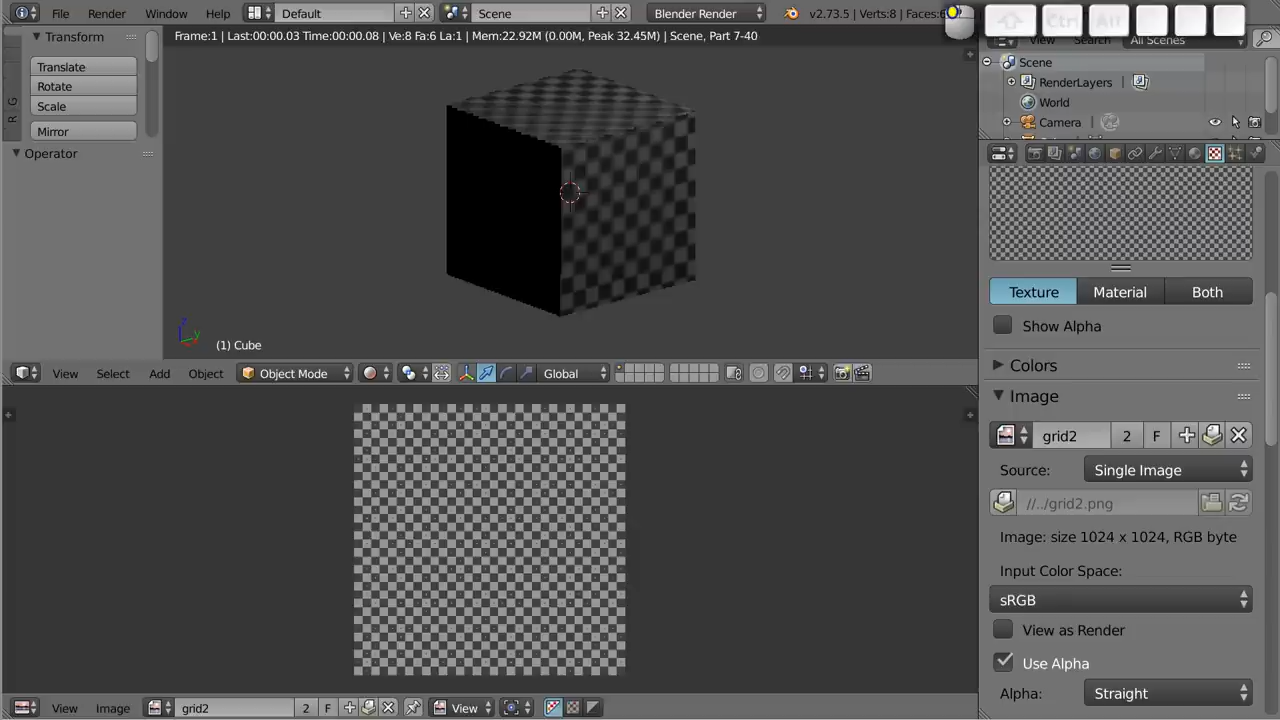 File Render Window Help Default Scene Blender Render v2.73.5 | Verts:8 | Faces:6 Ctrl Alt
Frame:1 | Last:00:00.03 Time:00:00.08 | Ve:8 Fa:6 La:1 | Mem:22.92M (0.00M, Peak 32.45M) | Scene, Part 7-40
View Search All Scenes
Transform
Translate
Rotate
Scale
Mirror
Operator
R G
Scene
RenderLayers
World
Camera
Texture Material Both
Show Alpha
z y
(1) Cube
View Select Add Object Object Mode Global
Colors
Image
grid2 2 F
Source: Single Image
//../grid2.png
Image: size 1024 x 1024, RGB byte
Input Color Space:
sRGB
View as Render
Use Alpha
Alpha: Straight
View Image grid2 2 F View